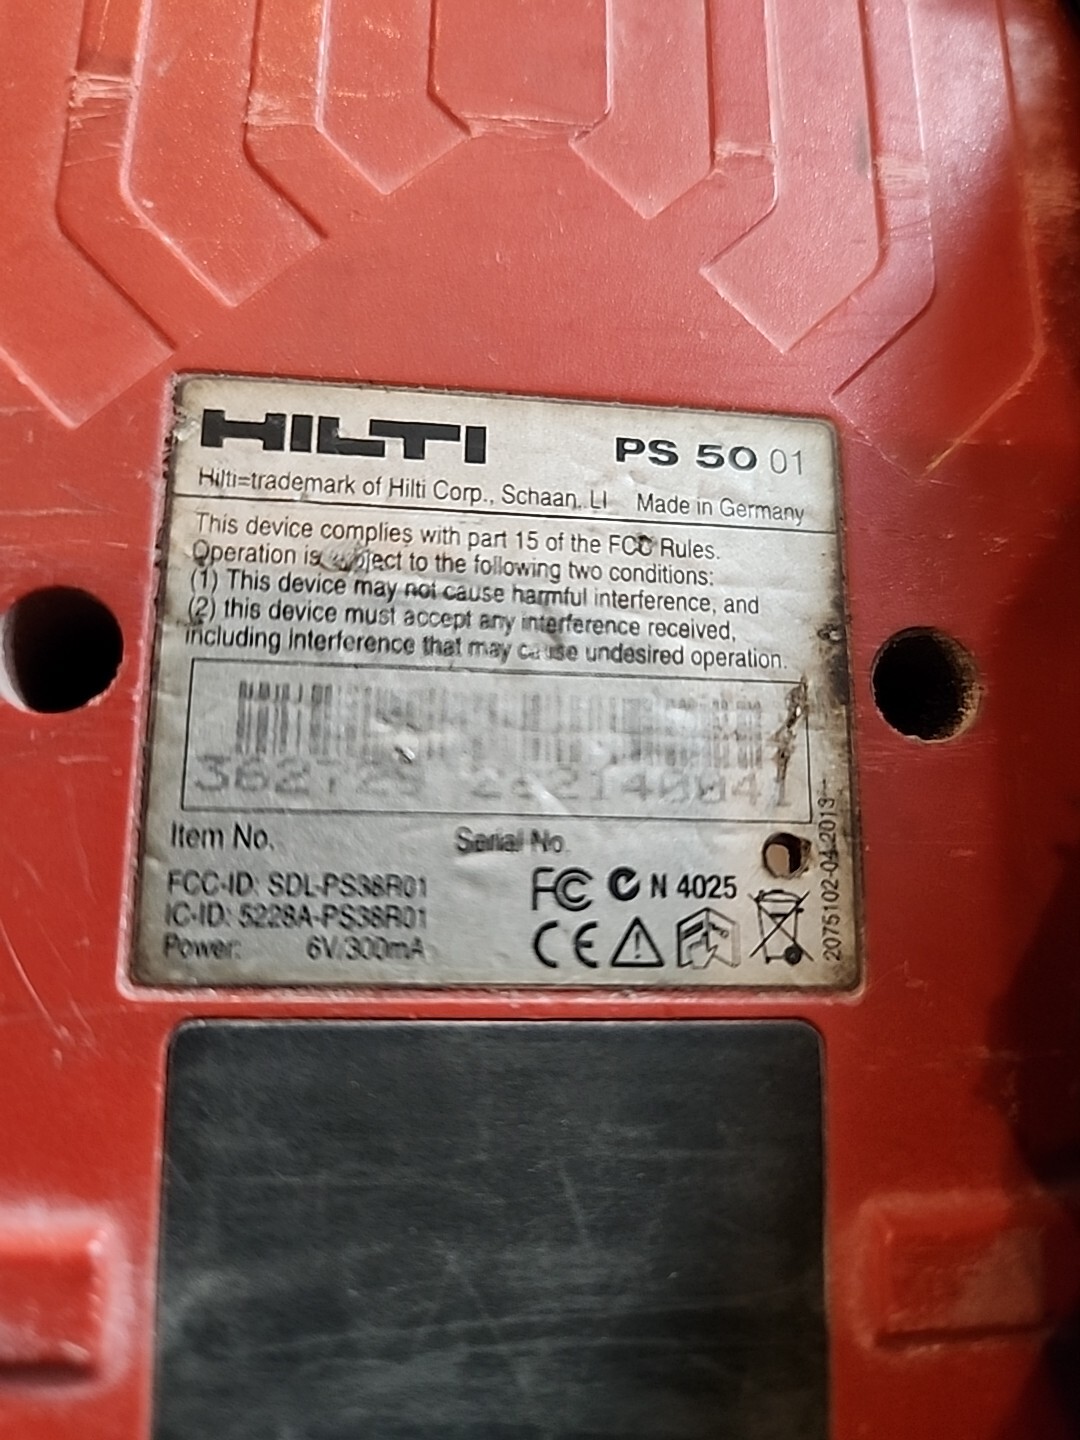 HILTI PS 50 01
Hilti=trademark of Hilti Corp., Schaan, LI Made in Germany
This device complies with part 15 of the FCC Rules.
Operation is subject to the following two conditions:
(1) This device may not cause harmful interference, and
(2) this device must accept any interference received,
including interference that may cause undesired operation.
Item No. Serial No.
FCC-ID: SDL-PS38R01
IC-ID: 5228A-PS38R01
Power: 6V/300mA
FC N 4025
CE
2075102-04-2013